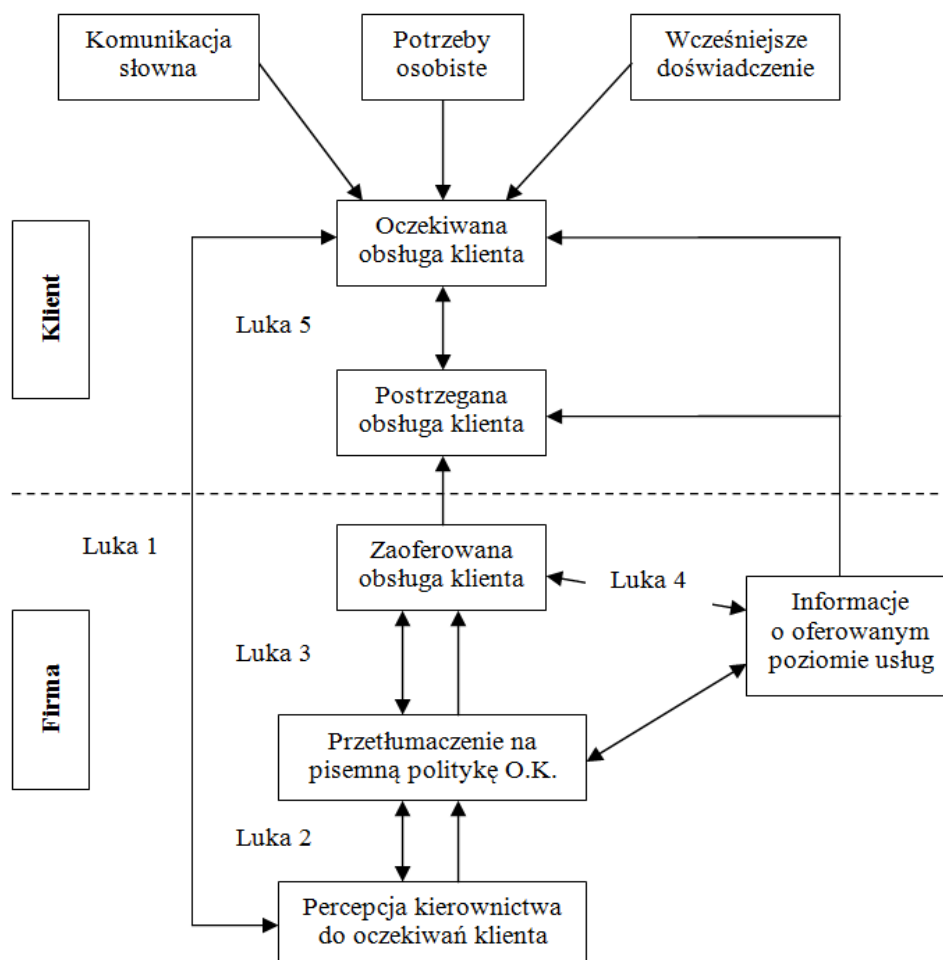 Komunikacja
słowna
Potrzeby
osobiste
Wcześniejsze
doświadczenie
Oczekiwana
obsługa klienta
Klient
Luka 5
Postrzegana
obsługa klienta
Luka 1
Zaoferowana
obsługa klienta
Luka 4
Informacje
o oferowanym
poziomie usług
Firma
Luka 3
Przetłumaczenie na
pisemną politykę O.K.
Luka 2
Percepcja kierownictwa
do oczekiwań klienta